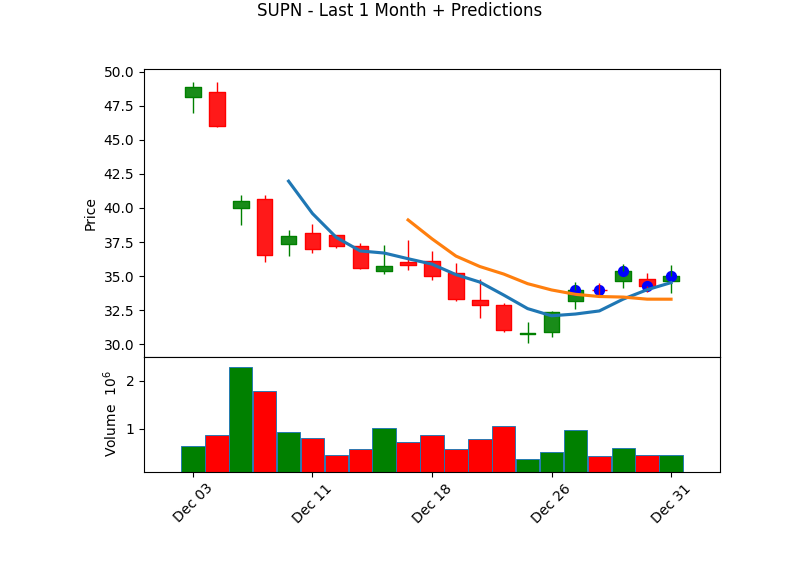 SUPN - Last 1 Month + Predictions
50.0
47.5
45.0
42.5
40.0
37.5
35.0
32.5
30.0
Price
2
1
Volume 10^6
Dec 03
Dec 11
Dec 18
Dec 26
Dec 31